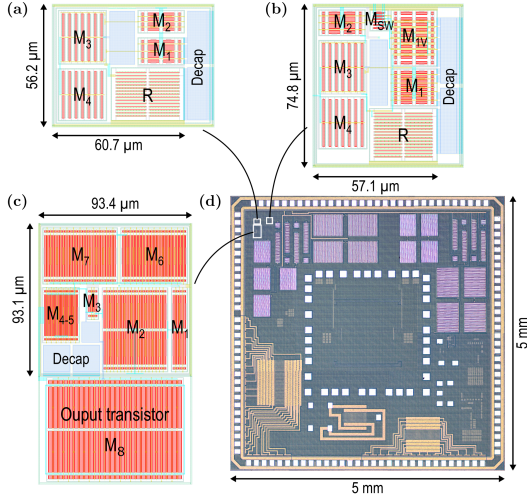 (a)
M₂
M₃
M₁
Decap
M₄
R
56.2 µm
60.7 µm
(b)
M₂
M_SW
M₁V
M₃
M₁
Decap
M₄
R
74.8 µm
57.1 µm
(c)
93.4 µm
M₇
M₆
M₄₋₅
M₃
M₂
M₁
Decap
93.1 µm
Ouput transistor
M₈
(d)
5 mm
5 mm